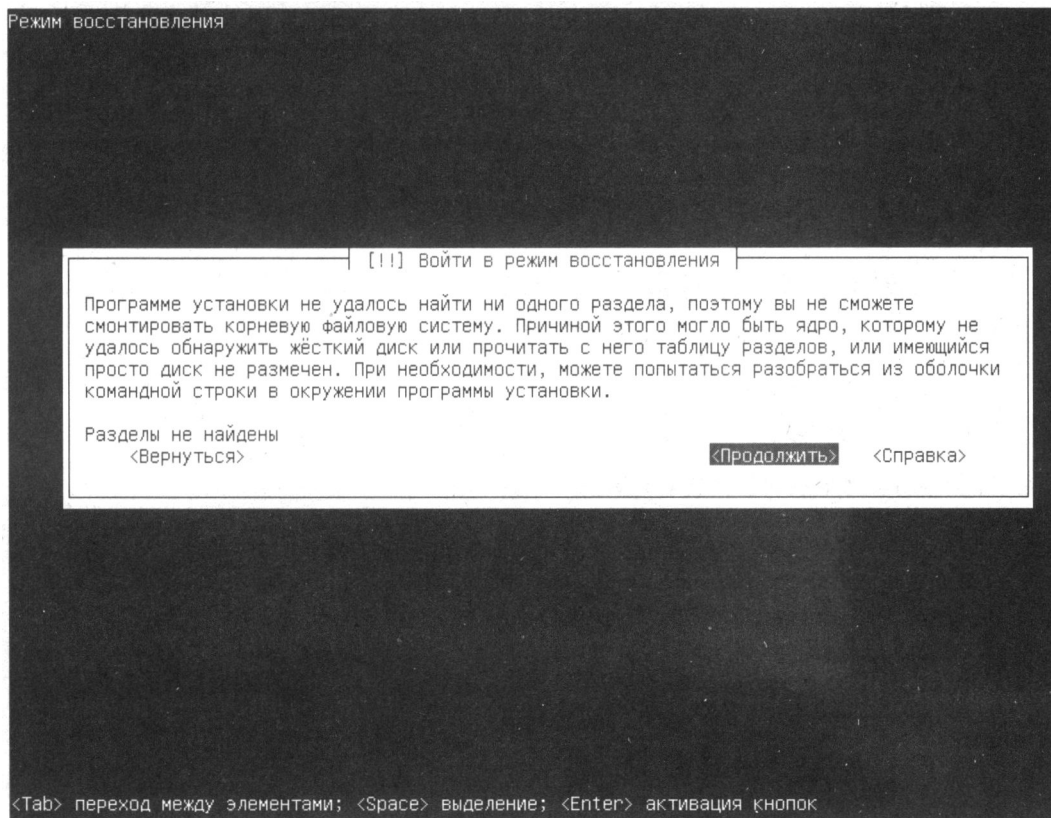 Режим восстановления
[!!] Войти в режим восстановления
Программе установки не удалось найти ни одного раздела, поэтому вы не сможете
смонтировать корневую файловую систему. Причиной этого могло быть ядро, которому не
удалось обнаружить жёсткий диск или прочитать с него таблицу разделов, или имеющийся
просто диск не размечен. При необходимости, можете попытаться разобраться из оболочки
командной строки в окружении программы установки.
Разделы не найдены
<Вернуться> <Продолжить> <Справка>
<Tab> переход между элементами; <Space> выделение; <Enter> активация кнопок